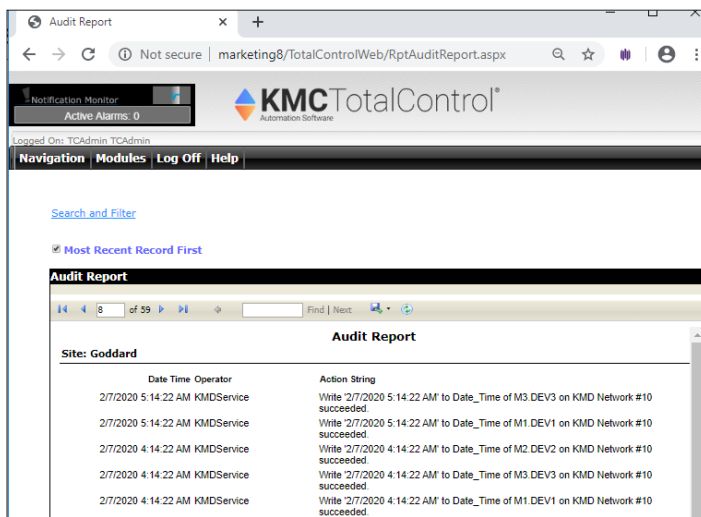 Audit Report
Not secure | marketing8/TotalControlWeb/RptAuditReport.aspx
Notification Monitor
Active Alarms: 0
KMCTotalControl®
Automation Software
Logged On: TCAdmin TCAdmin
Navigation Modules Log Off Help
Search and Filter
Most Recent Record First
Audit Report
8 of 59 Find | Next
Audit Report
Site: Goddard
Date Time Operator Action String
2/7/2020 5:14:22 AM KMDService Write '2/7/2020 5:14:22 AM' to Date_Time of M3.DEV3 on KMD Network #10
succeeded.
2/7/2020 5:14:22 AM KMDService Write '2/7/2020 5:14:22 AM' to Date_Time of M1.DEV1 on KMD Network #10
succeeded.
2/7/2020 4:14:22 AM KMDService Write '2/7/2020 4:14:22 AM' to Date_Time of M2.DEV2 on KMD Network #10
succeeded.
2/7/2020 4:14:22 AM KMDService Write '2/7/2020 4:14:22 AM' to Date_Time of M3.DEV3 on KMD Network #10
succeeded.
2/7/2020 4:14:22 AM KMDService Write '2/7/2020 4:14:22 AM' to Date_Time of M1.DEV1 on KMD Network #10
succeeded.